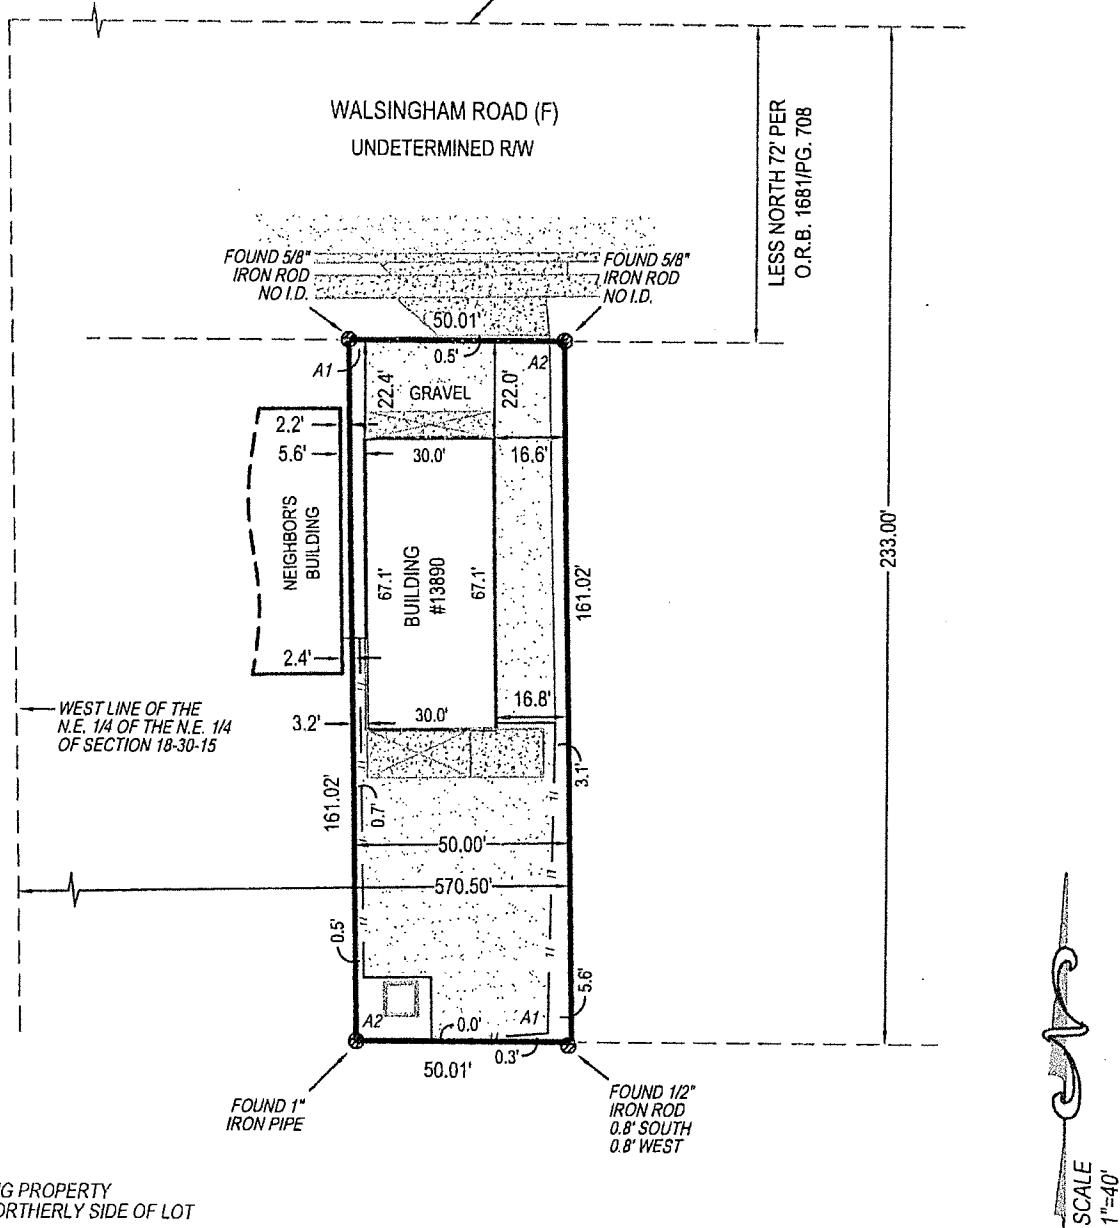 WALSINGHAM ROAD (F)
UNDETERMINED R/W
LESS NORTH 72' PER
O.R.B. 1681/PG. 708
FOUND 5/8"
IRON ROD
NO I.D.
FOUND 5/8"
IRON ROD
NO I.D.
50.01'
0.5'
A1
A2
22.4'
GRAVEL
22.0'
2.2'
5.6'
30.0'
16.6'
NEIGHBOR'S
BUILDING
67.1'
BUILDING
#13890
67.1'
161.02'
233.00'
2.4'
WEST LINE OF THE
N.E. 1/4 OF THE N.E. 1/4
OF SECTION 18-30-15
3.2'
30.0'
16.8'
3.1'
161.02'
0.7'
50.00'
570.50'
0.5'
5.6'
A2
0.0'
A1
0.3'
50.01'
FOUND 1"
IRON PIPE
FOUND 1/2"
IRON ROD
0.8' SOUTH
0.8' WEST
G PROPERTY
ORTHERLY SIDE OF LOT
SCALE
1"=40'